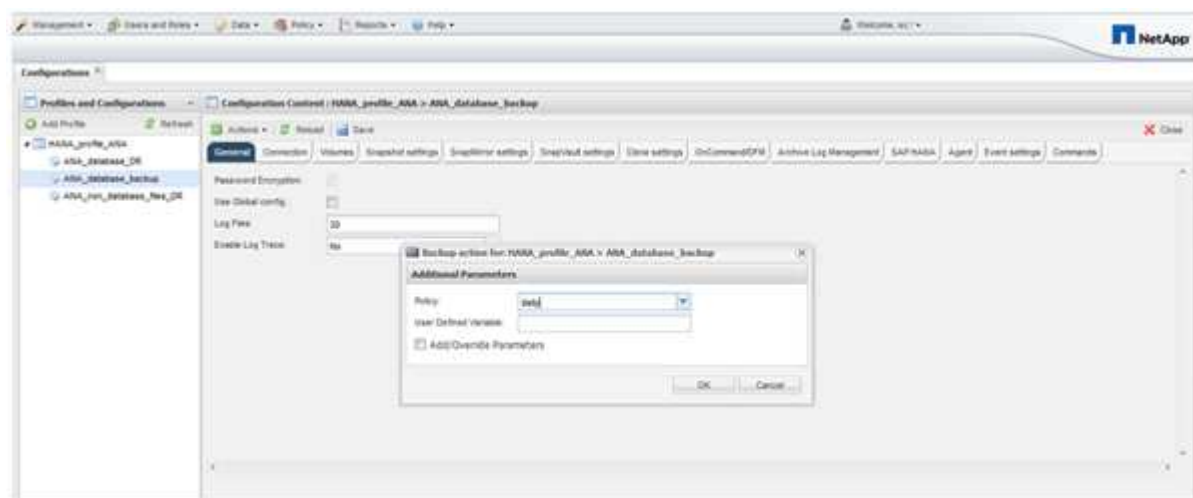 Management Users and Roles Data Policy Reports Help Welcome,
NetApp
Configurations
Profiles and Configurations Configuration Content : HANA_profile_ANA > ANA_database_backup
Add Profile Refresh Actions Reload Save Close
HANA_profile_ANA
General Connection Volumes Snapshot settings SnapMirror settings SnapVault settings Clone settings OnCommand/DFM Archive Log Management SAP HANA Agent Event settings Commands
ANA_database_DR
ANA_database_backup Password Encryption:
ANA_non_database_files_DR
Use Global config:
Log Files: 30
Enable Log Trace: No
Backup action for: HANA_profile_ANA > ANA_database_backup
Additional Parameters
Policy: daily
User Defined Variable:
Add/Override Parameters
OK Cancel